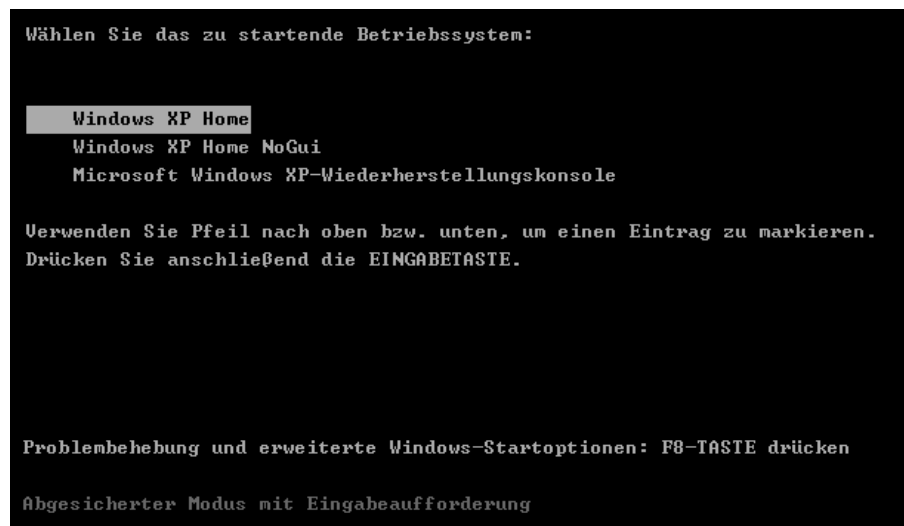 Wählen Sie das zu startende Betriebssystem:
Windows XP Home
Windows XP Home NoGui
Microsoft Windows XP-Wiederherstellungskonsole
Verwenden Sie Pfeil nach oben bzw. unten, um einen Eintrag zu markieren.
Drücken Sie anschließend die EINGABETASTE.
Problembehebung und erweiterte Windows-Startoptionen: F8-TASTE drücken
Abgesicherter Modus mit Eingabeaufforderung